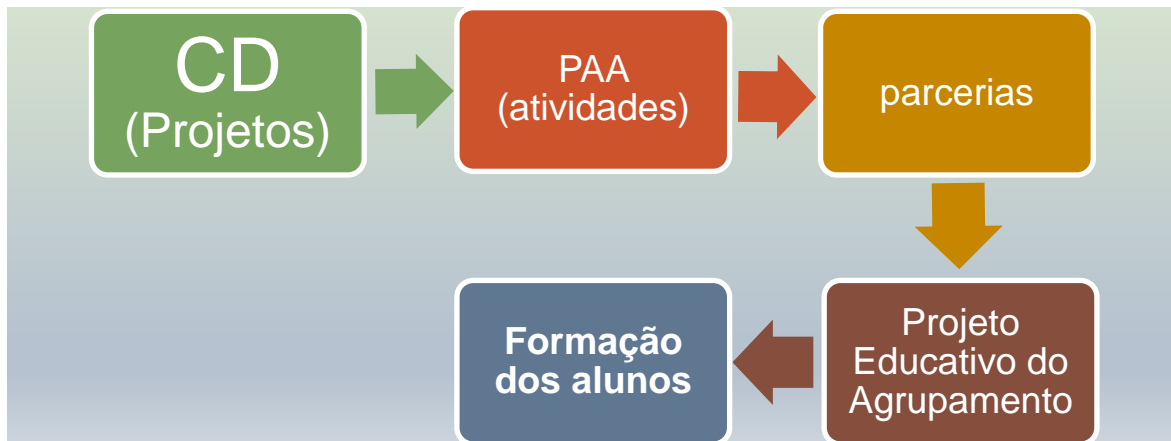 CD
(Projetos)
PAA
(atividades)
parcerias
Projeto
Educativo do
Agrupamento
Formação
dos alunos